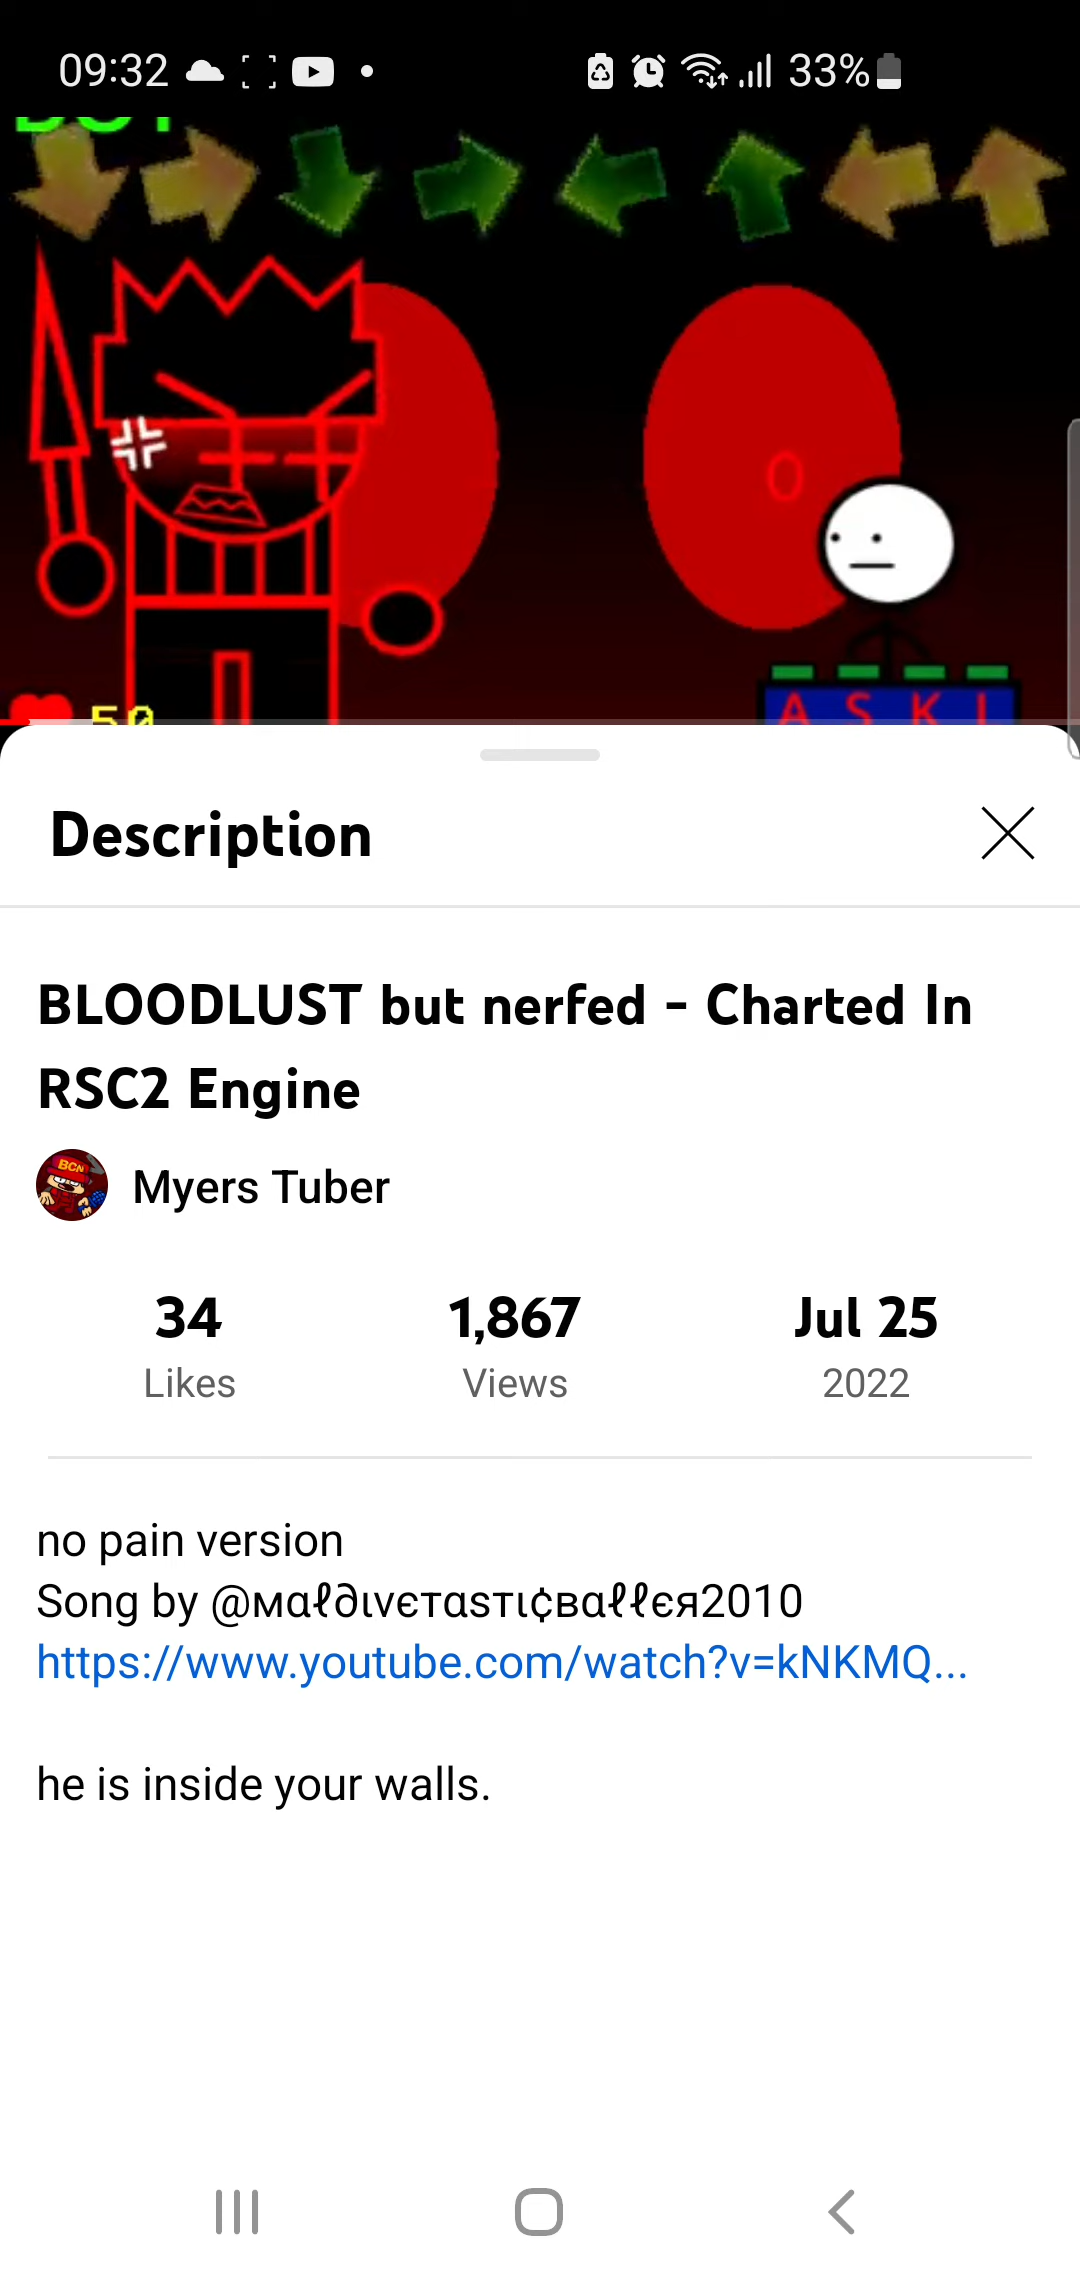 09:32 33%
50
A S K L
Description
BLOODLUST but nerfed - Charted In
RSC2 Engine
BCN
Myers Tuber
34 1,867 Jul 25
Likes Views 2022
no pain version
Song by @мαℓ∂ινєтαѕтι¢вαℓℓєя2010
https://www.youtube.com/watch?v=kNKMQ...
he is inside your walls.